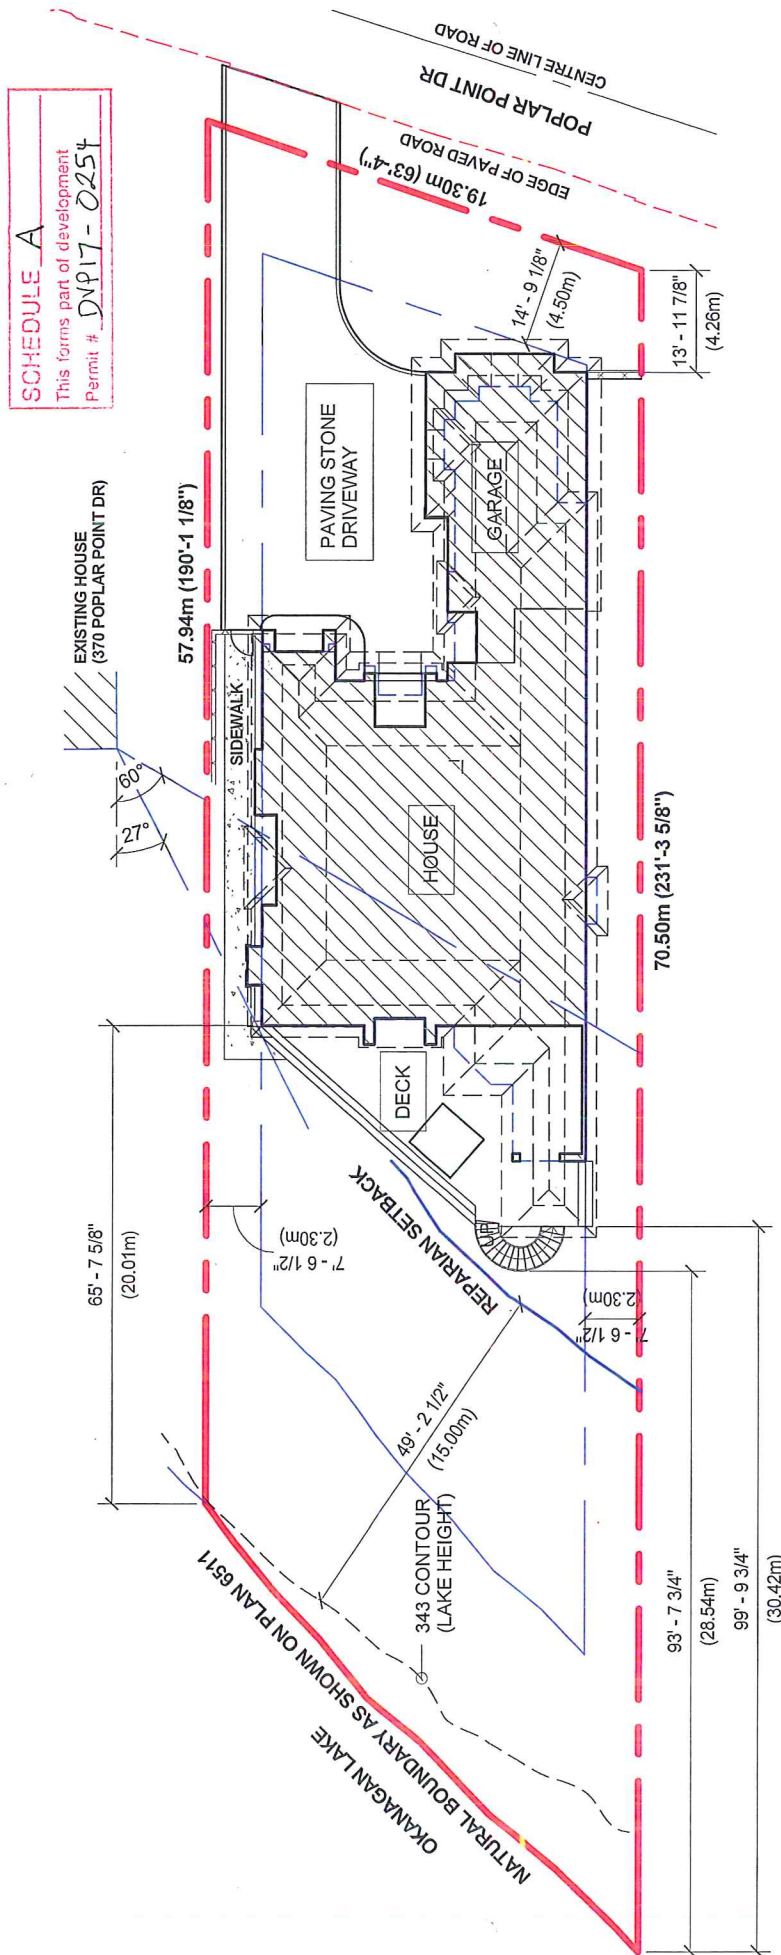 SCHEDULE A
This forms part of development
Permit # DVP17-0254
EXISTING HOUSE
(370 POPLAR POINT DR)
60°
27°
57.94m (190'-1 1/8")
SIDEWALK
PAVING STONE
DRIVEWAY
GARAGE
HOUSE
DECK
UP
CENTRE LINE OF ROAD
POPLAR POINT DR
EDGE OF PAVED ROAD
19.30m (63'-4")
14' - 9 1/8"
(4.50m)
13' - 11 7/8"
(4.26m)
70.50m (231'-3 5/8")
65' - 7 5/8"
(20.01m)
7' - 6 1/2"
(2.30m)
REPARIAN SETBACK
7' - 6 1/2"
(2.30m)
49' - 2 1/2"
(15.00m)
343 CONTOUR
(LAKE HEIGHT)
NATURAL BOUNDARY AS SHOWN ON PLAN 6511
OKANAGAN LAKE
93' - 7 3/4"
(28.54m)
99' - 9 3/4"
(30.42m)